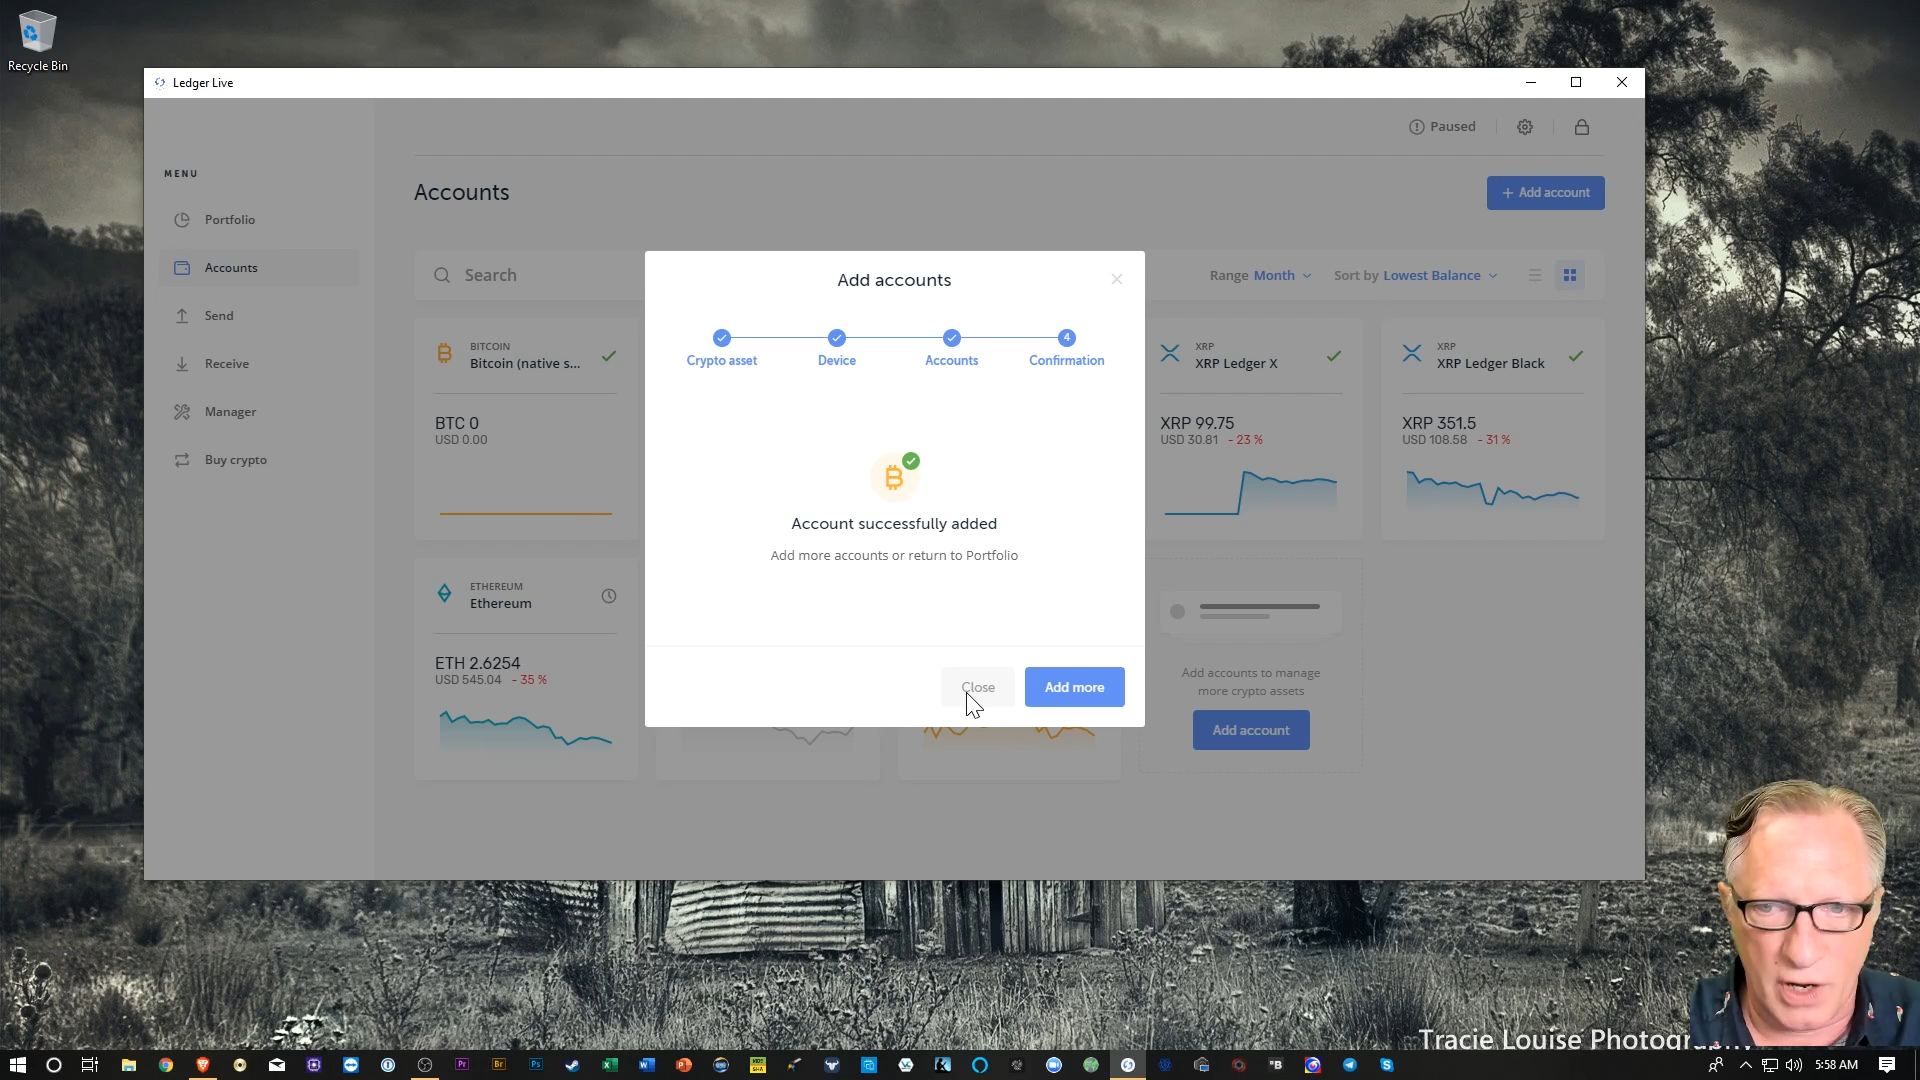 Recycle Bin
Ledger Live
Paused
MENU
Portfolio
Accounts
Send
Receive
Manager
Buy crypto
Accounts
+ Add account
Search
Range Month
Sort by Lowest Balance
BITCOIN
Bitcoin (native s...
BTC 0
USD 0.00
XRP
XRP Ledger X
XRP 99.75
USD 30.81 - 23 %
XRP
XRP Ledger Black
XRP 351.5
USD 108.58 - 31 %
ETHEREUM
Ethereum
ETH 2.6254
USD 545.04 - 35 %
Add accounts to manage
more crypto assets
Add account
Add accounts
4
Crypto asset
Device
Accounts
Confirmation
Account successfully added
Add more accounts or return to Portfolio
Close
Add more
Tracie Louise Photogra
5:58 AM